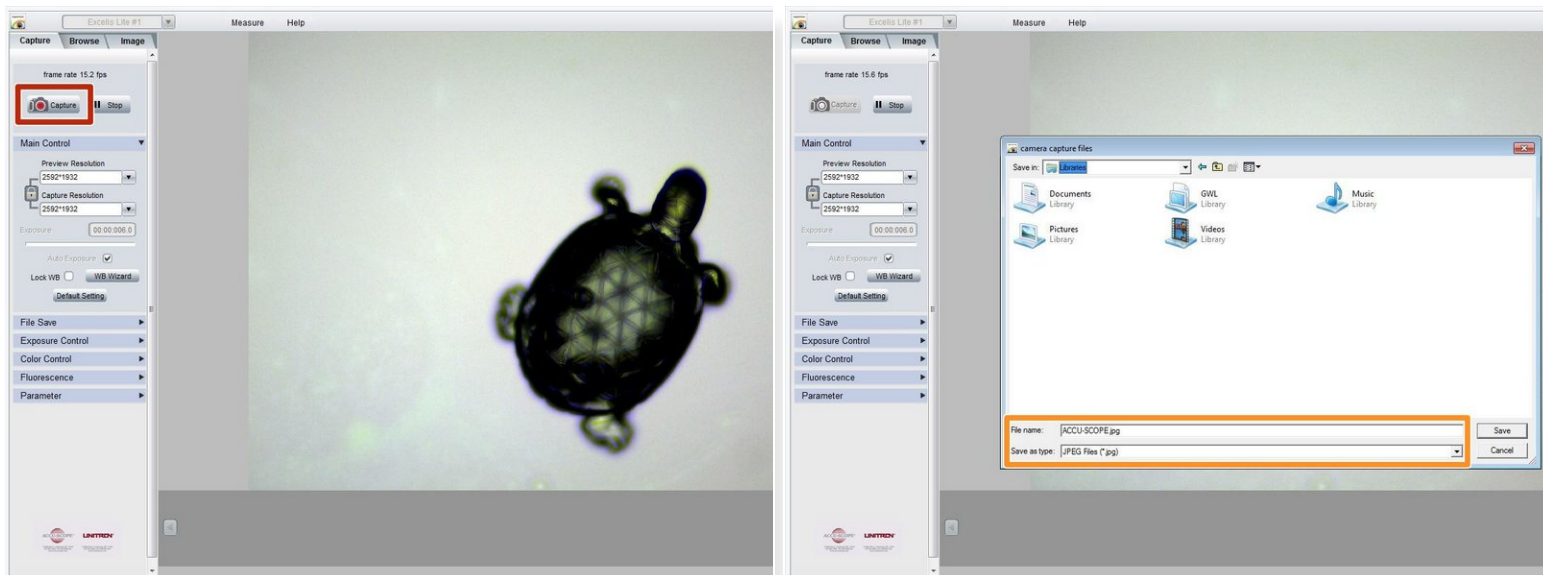 Excelis Lite #1
Measure Help
Capture Browse Image
frame rate 15.2 fps
Capture Stop
Main Control
Preview Resolution
2592*1932
Capture Resolution
2592*1932
Exposure 00:00:006.0
Auto Exposure
Lock WB WB Wizard
Default Setting
File Save
Exposure Control
Color Control
Fluorescence
Parameter
ACCU-SCOPE UNITRON
Excelis Lite #1
Measure Help
Capture Browse Image
frame rate 15.6 fps
Capture Stop
Main Control
Preview Resolution
2592*1932
Capture Resolution
2592*1932
Exposure 00:00:006.0
Auto Exposure
Lock WB WB Wizard
Default Setting
File Save
Exposure Control
Color Control
Fluorescence
Parameter
ACCU-SCOPE UNITRON
camera capture files
Save in: Libraries
Documents
Library
GWL
Library
Music
Library
Pictures
Library
Videos
Library
File name: ACCU-SCOPE.jpg Save
Save as type: JPEG Files (*.jpg) Cancel